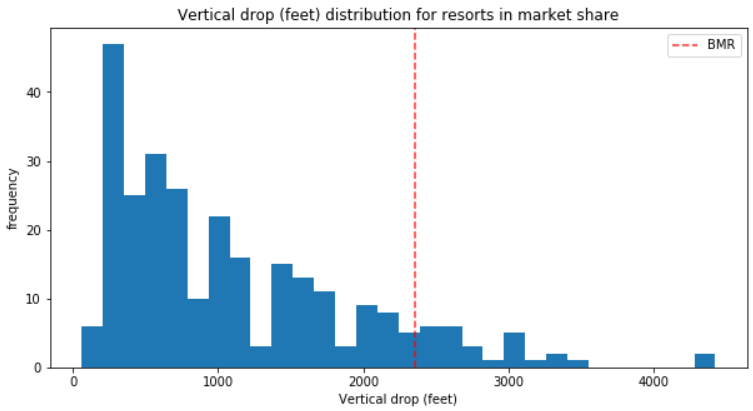 Vertical drop (feet) distribution for resorts in market share
BMR
frequency
40
30
20
10
0
0 1000 2000 3000 4000
Vertical drop (feet)